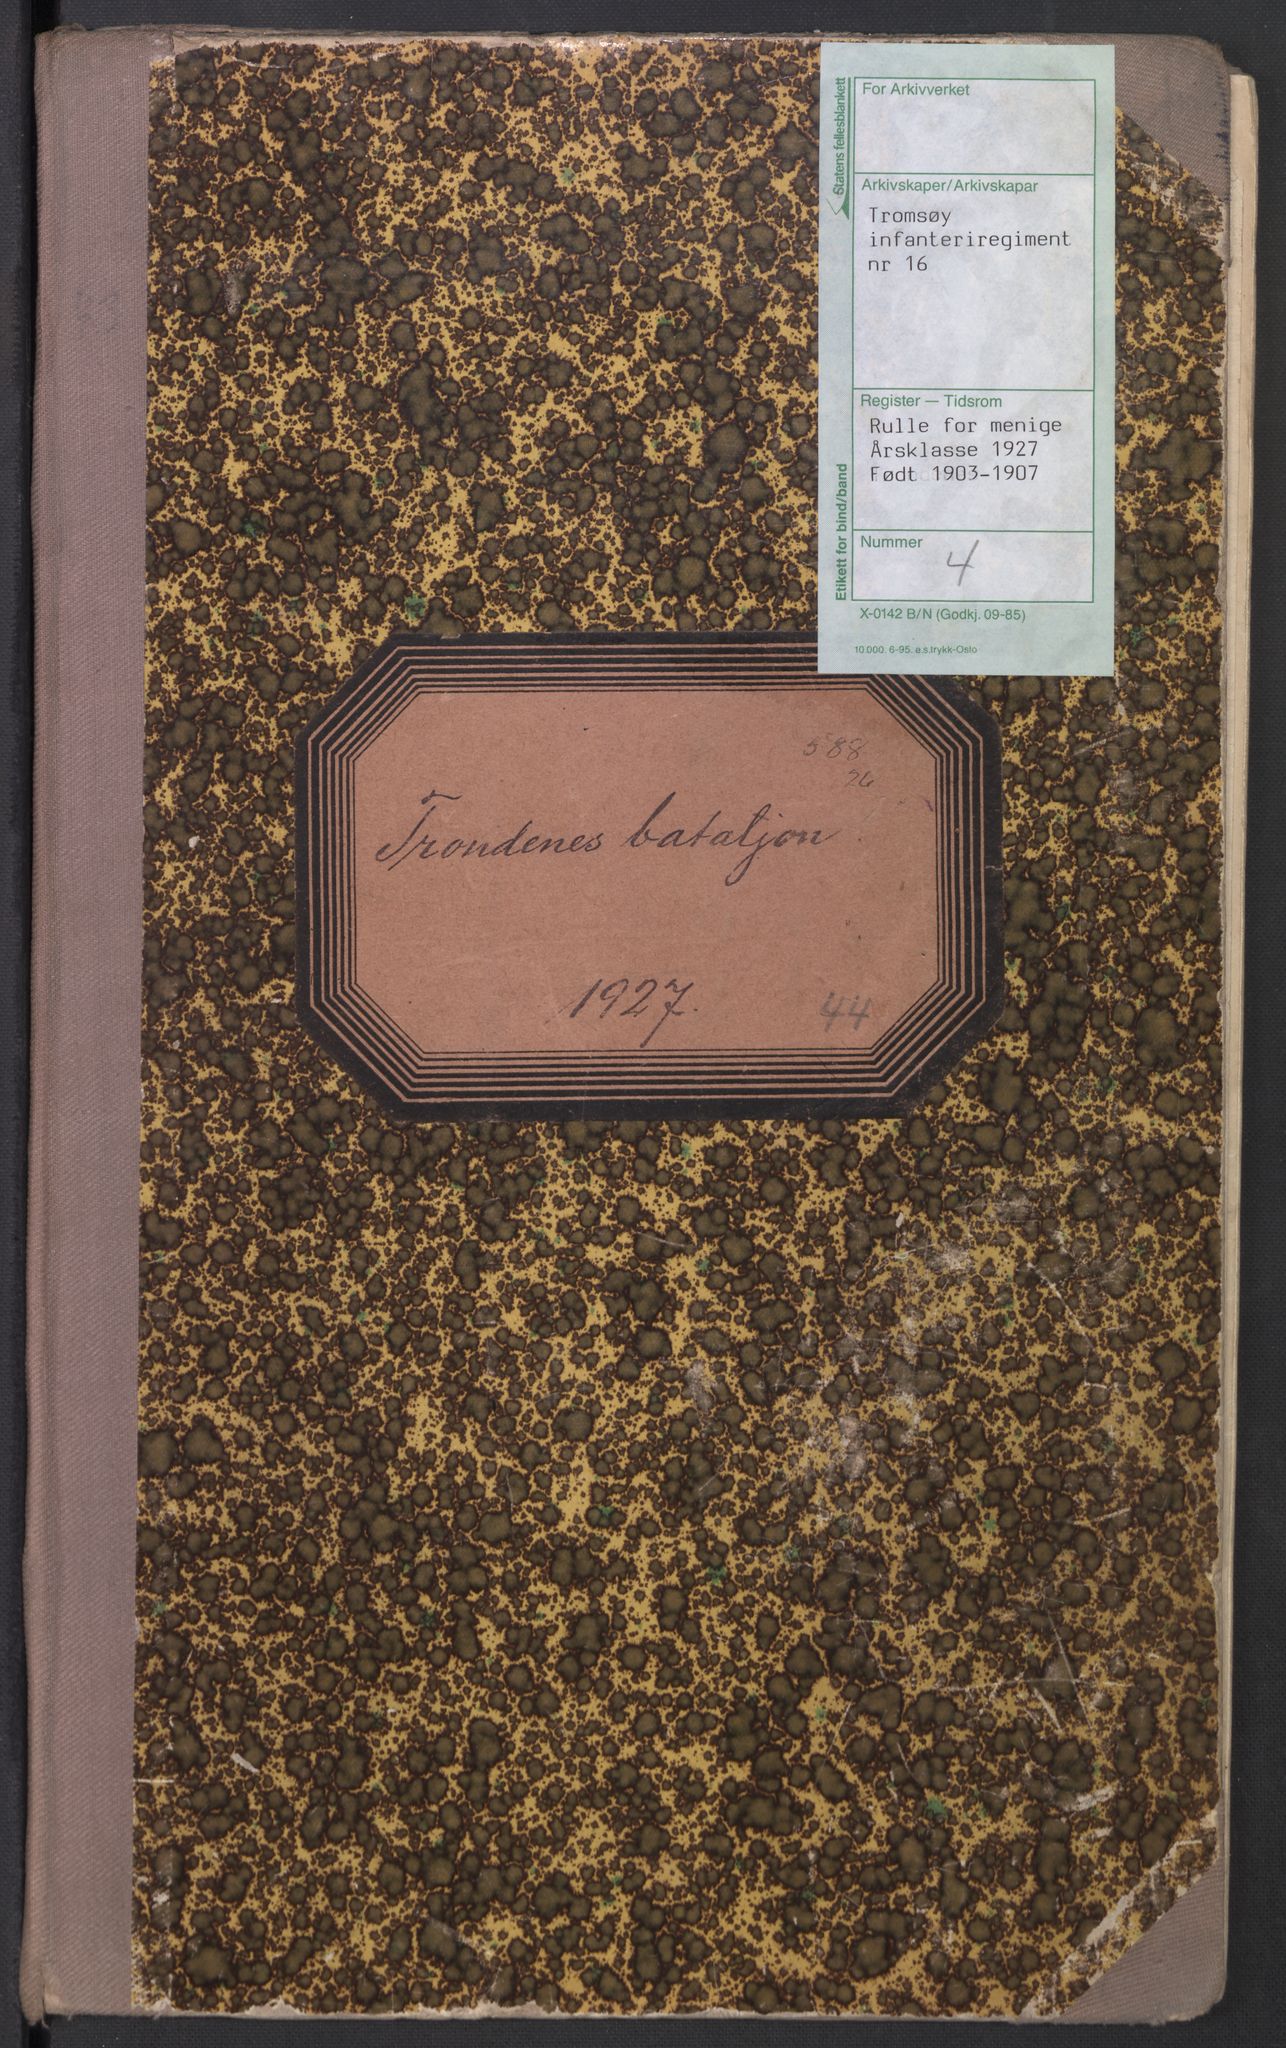 For Arkivverket
Arkivskaper/Arkivskapar
Tromsøy
infanteriregiment
nr 16
Register — Tidsrom
Rulle for menige
Årsklasse 1927
Født 1903-1907
Nummer
4
X-0142 B/N (Godkj. 09-85)
10.000. 6-95. e.s.trykk-Oslo
Statens fellesblankett
Etikett for bind/band
588
26
Trondenes bataljon
1927.
44